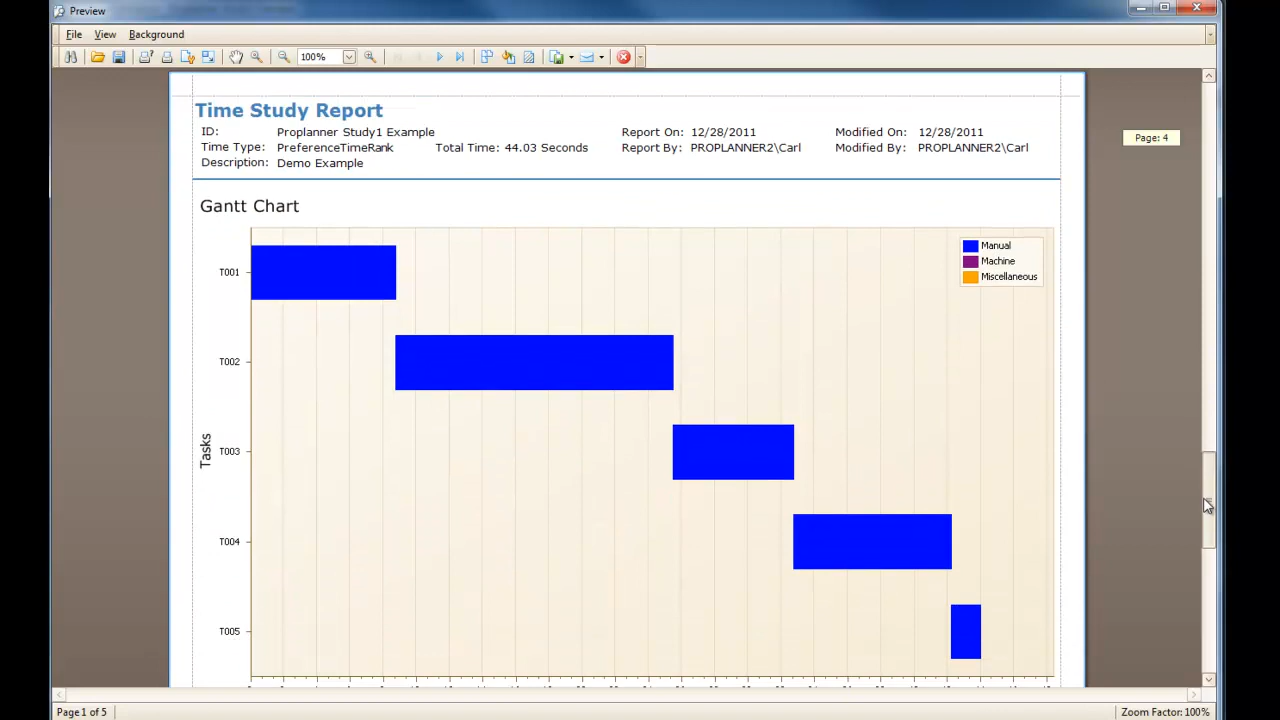 Preview
File View Background
100%
Time Study Report
ID: Proplanner Study1 Example Report On: 12/28/2011 Modified On: 12/28/2011
Time Type: PreferenceTimeRank Total Time: 44.03 Seconds Report By: PROPLANNER2\Carl Modified By: PROPLANNER2\Carl
Description: Demo Example
Page: 4
Gantt Chart
Manual
Machine
Miscellaneous
T001
T002
T003
T004
T005
Tasks
Page 1 of 5
Zoom Factor: 100%